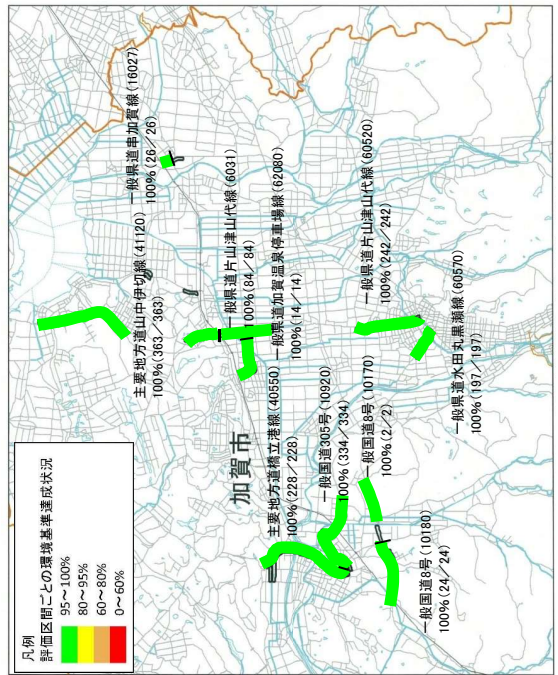 凡例
評価区間ごとの環境基準達成状況
95～100%
80～95%
60～80%
0～60%
加賀市
一般県道串加賀線(16027)
100%(26／26)
主要地方道山中伊切線(41120)
100%(363／363)
一般県道片山津山代線(6031)
100%(84／84)
一般県道加賀温泉停車場線(62080)
100%(14／14)
主要地方道橋立港線(40550)
100%(228／228)
一般国道305号(10920)
100%(334／334)
一般国道8号(10170)
100%(2／2)
一般国道8号(10180)
100%(24／24)
一般県道片山津山代線(60520)
100%(242／242)
一般県道水田丸黒瀬線(60570)
100%(197／197)